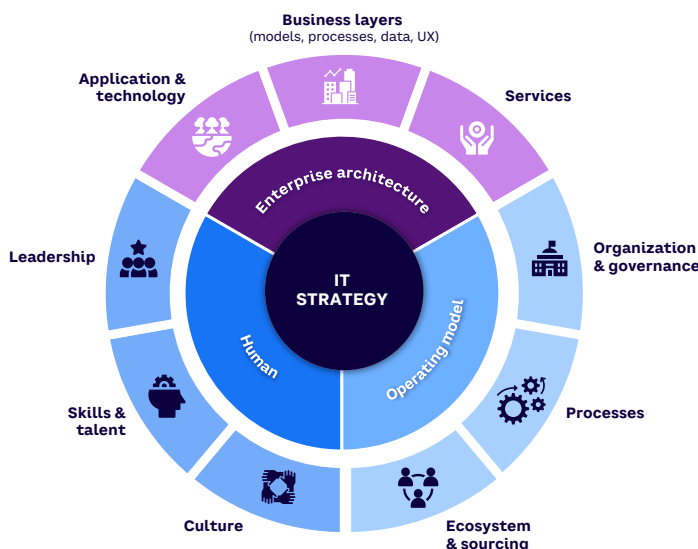 Business layers
(models, processes, data, UX)
Application &
technology
Services
Enterprise architecture
Leadership
Organization
& governance
IT
STRATEGY
Human
Operating model
Skills &
talent
Processes
Culture
Ecosystem
& sourcing